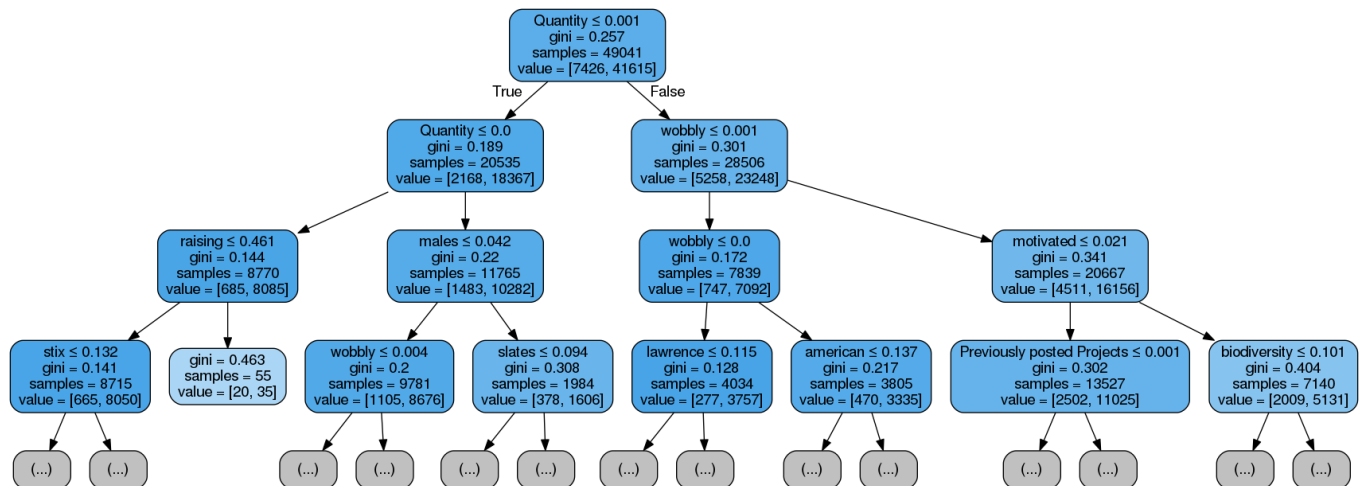 Quantity ≤ 0.001
gini = 0.257
samples = 49041
value = [7426, 41615]
True
False
Quantity ≤ 0.0
gini = 0.189
samples = 20535
value = [2168, 18367]
wobbly ≤ 0.001
gini = 0.301
samples = 28506
value = [5258, 23248]
raising ≤ 0.461
gini = 0.144
samples = 8770
value = [685, 8085]
males ≤ 0.042
gini = 0.22
samples = 11765
value = [1483, 10282]
wobbly ≤ 0.0
gini = 0.172
samples = 7839
value = [747, 7092]
motivated ≤ 0.021
gini = 0.341
samples = 20667
value = [4511, 16156]
stix ≤ 0.132
gini = 0.141
samples = 8715
value = [665, 8050]
gini = 0.463
samples = 55
value = [20, 35]
wobbly ≤ 0.004
gini = 0.2
samples = 9781
value = [1105, 8676]
slates ≤ 0.094
gini = 0.308
samples = 1984
value = [378, 1606]
lawrence ≤ 0.115
gini = 0.128
samples = 4034
value = [277, 3757]
american ≤ 0.137
gini = 0.217
samples = 3805
value = [470, 3335]
Previously posted Projects ≤ 0.001
gini = 0.302
samples = 13527
value = [2502, 11025]
biodiversity ≤ 0.101
gini = 0.404
samples = 7140
value = [2009, 5131]
(...)
(...)
(...)
(...)
(...)
(...)
(...)
(...)
(...)
(...)
(...)
(...)
(...)
(...)